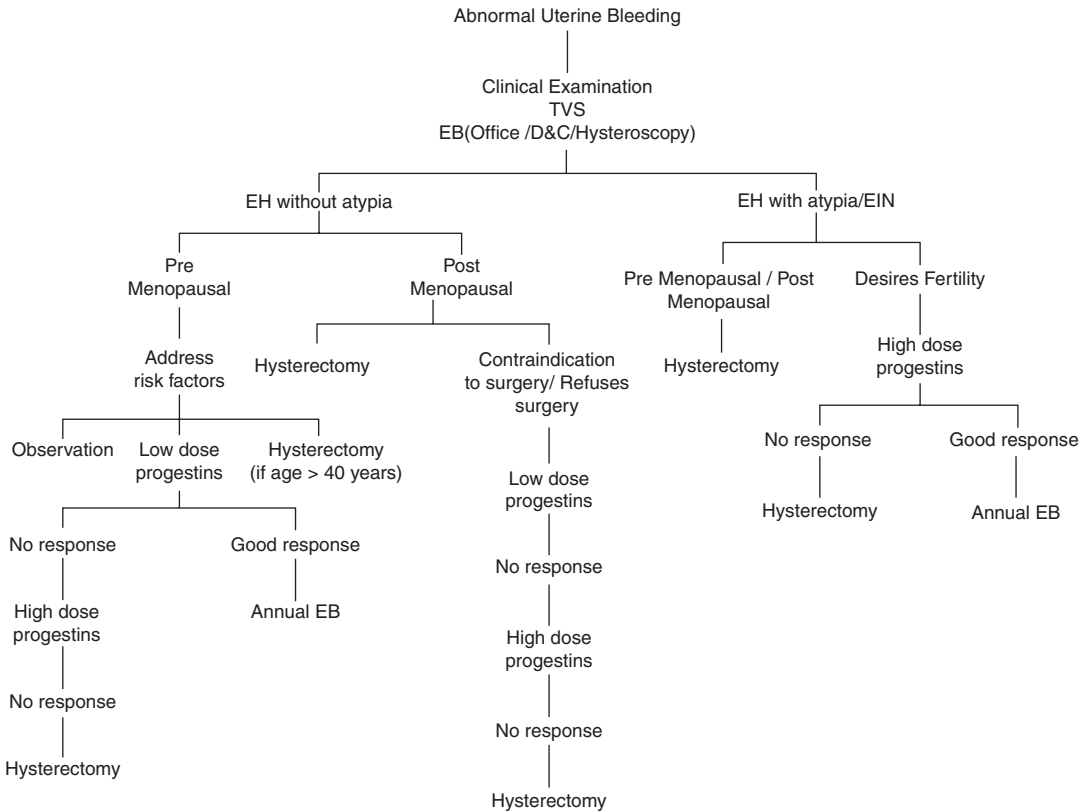 Abnormal Uterine Bleeding
Clinical Examination
TVS
EB(Office /D&C/Hysteroscopy)
EH without atypia
EH with atypia/EIN
Pre
Menopausal
Post
Menopausal
Pre Menopausal / Post
Menopausal
Desires Fertility
Address
risk factors
Hysterectomy
Contraindication
to surgery/ Refuses
surgery
Hysterectomy
High dose
progestins
Observation
Low dose
progestins
Hysterectomy
(if age > 40 years)
Low dose
progestins
No response
Good response
Hysterectomy
Annual EB
No response
Good response
No response
High dose
progestins
Annual EB
High dose
progestins
No response
No response
Hysterectomy
Hysterectomy